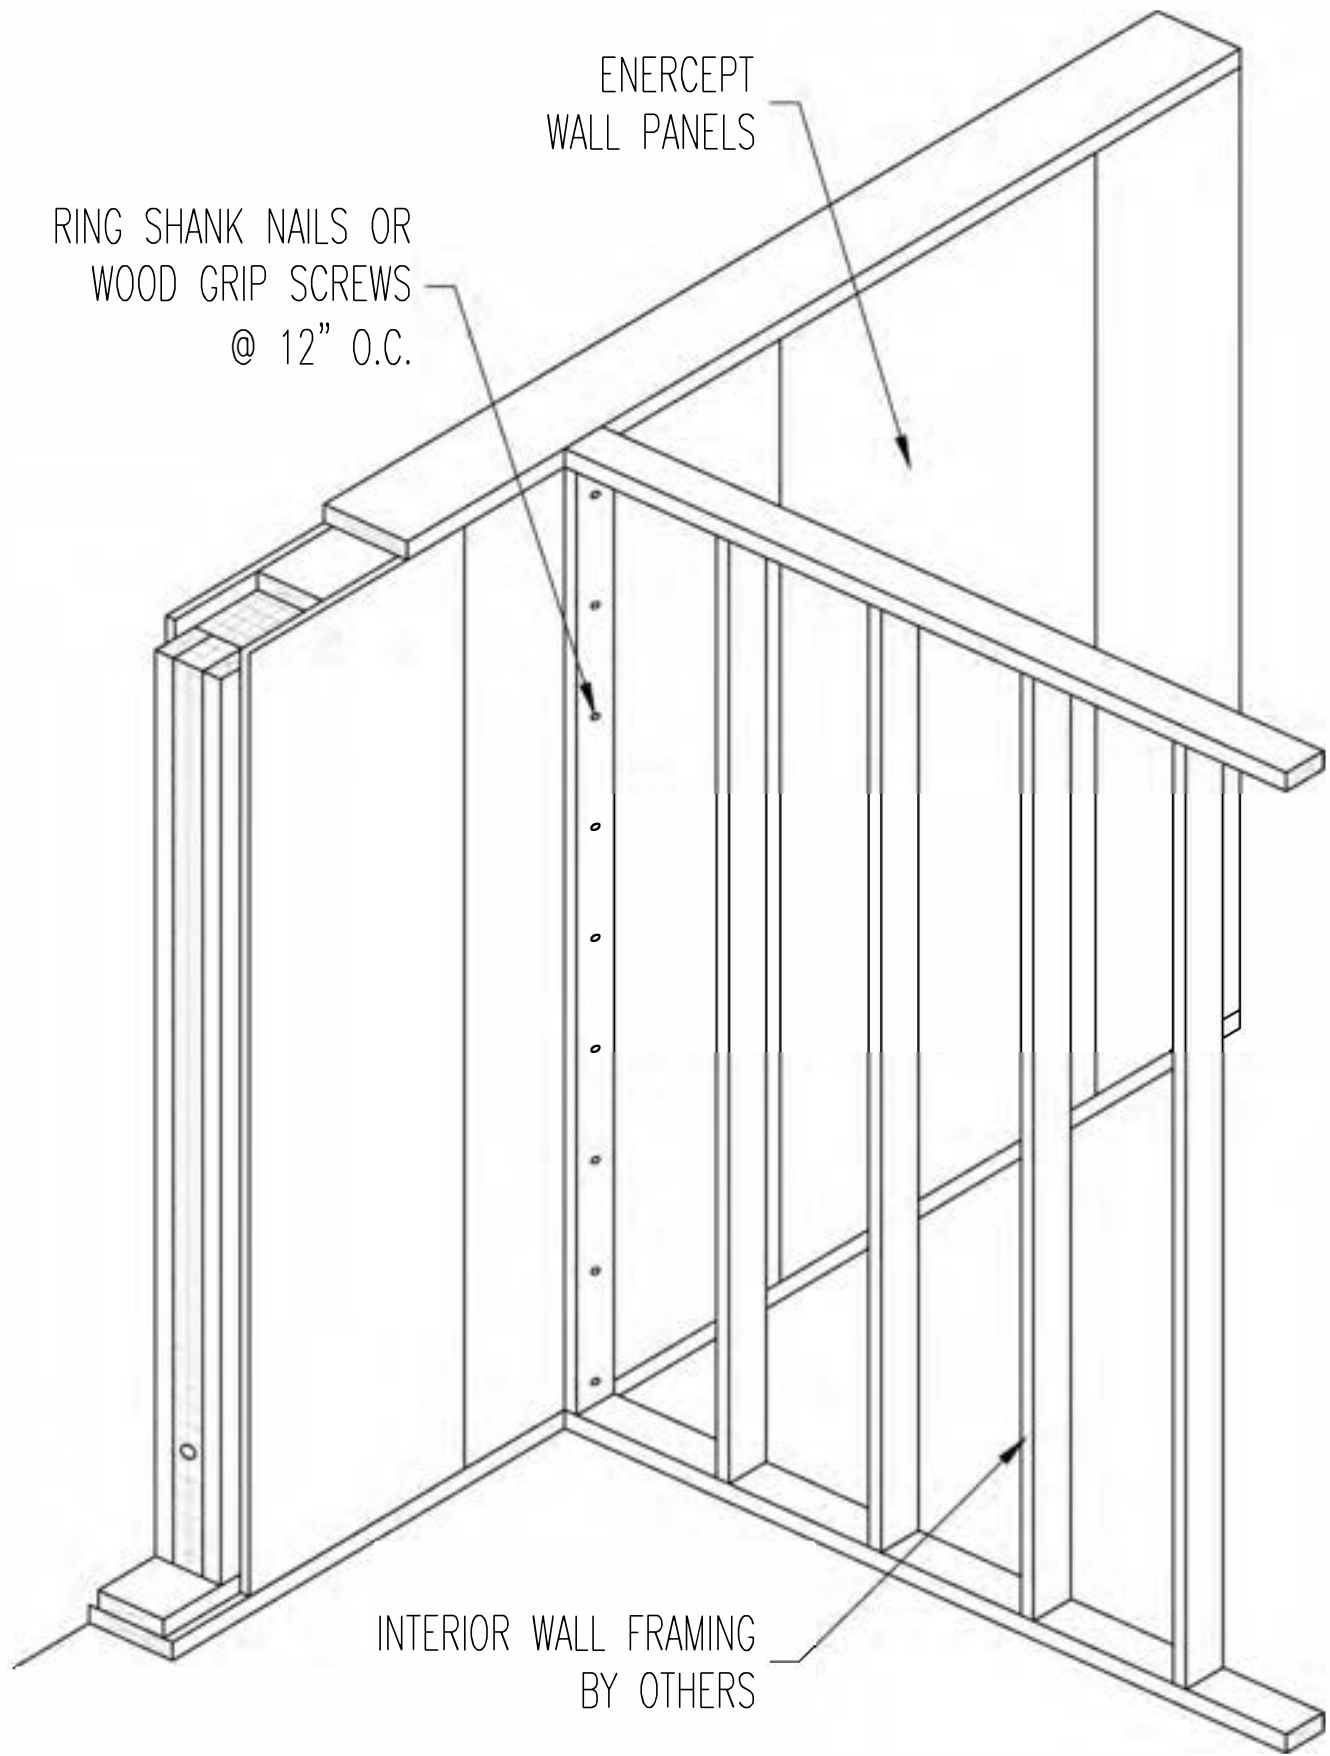 ENERCEPT
WALL PANELS
RING SHANK NAILS OR
WOOD GRIP SCREWS
@ 12" O.C.
INTERIOR WALL FRAMING
BY OTHERS